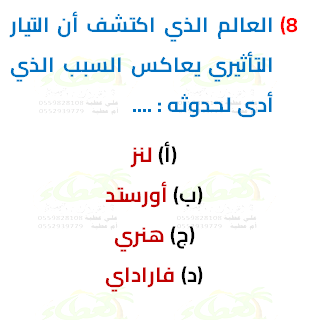 8) العالم الذي اكتشف أن التيار
التأثيري يعاكس السبب الذي
أدى لحدوثه : ....
(أ) لنز
(ب) أورستد
(ج) هنري
(د) فاراداي